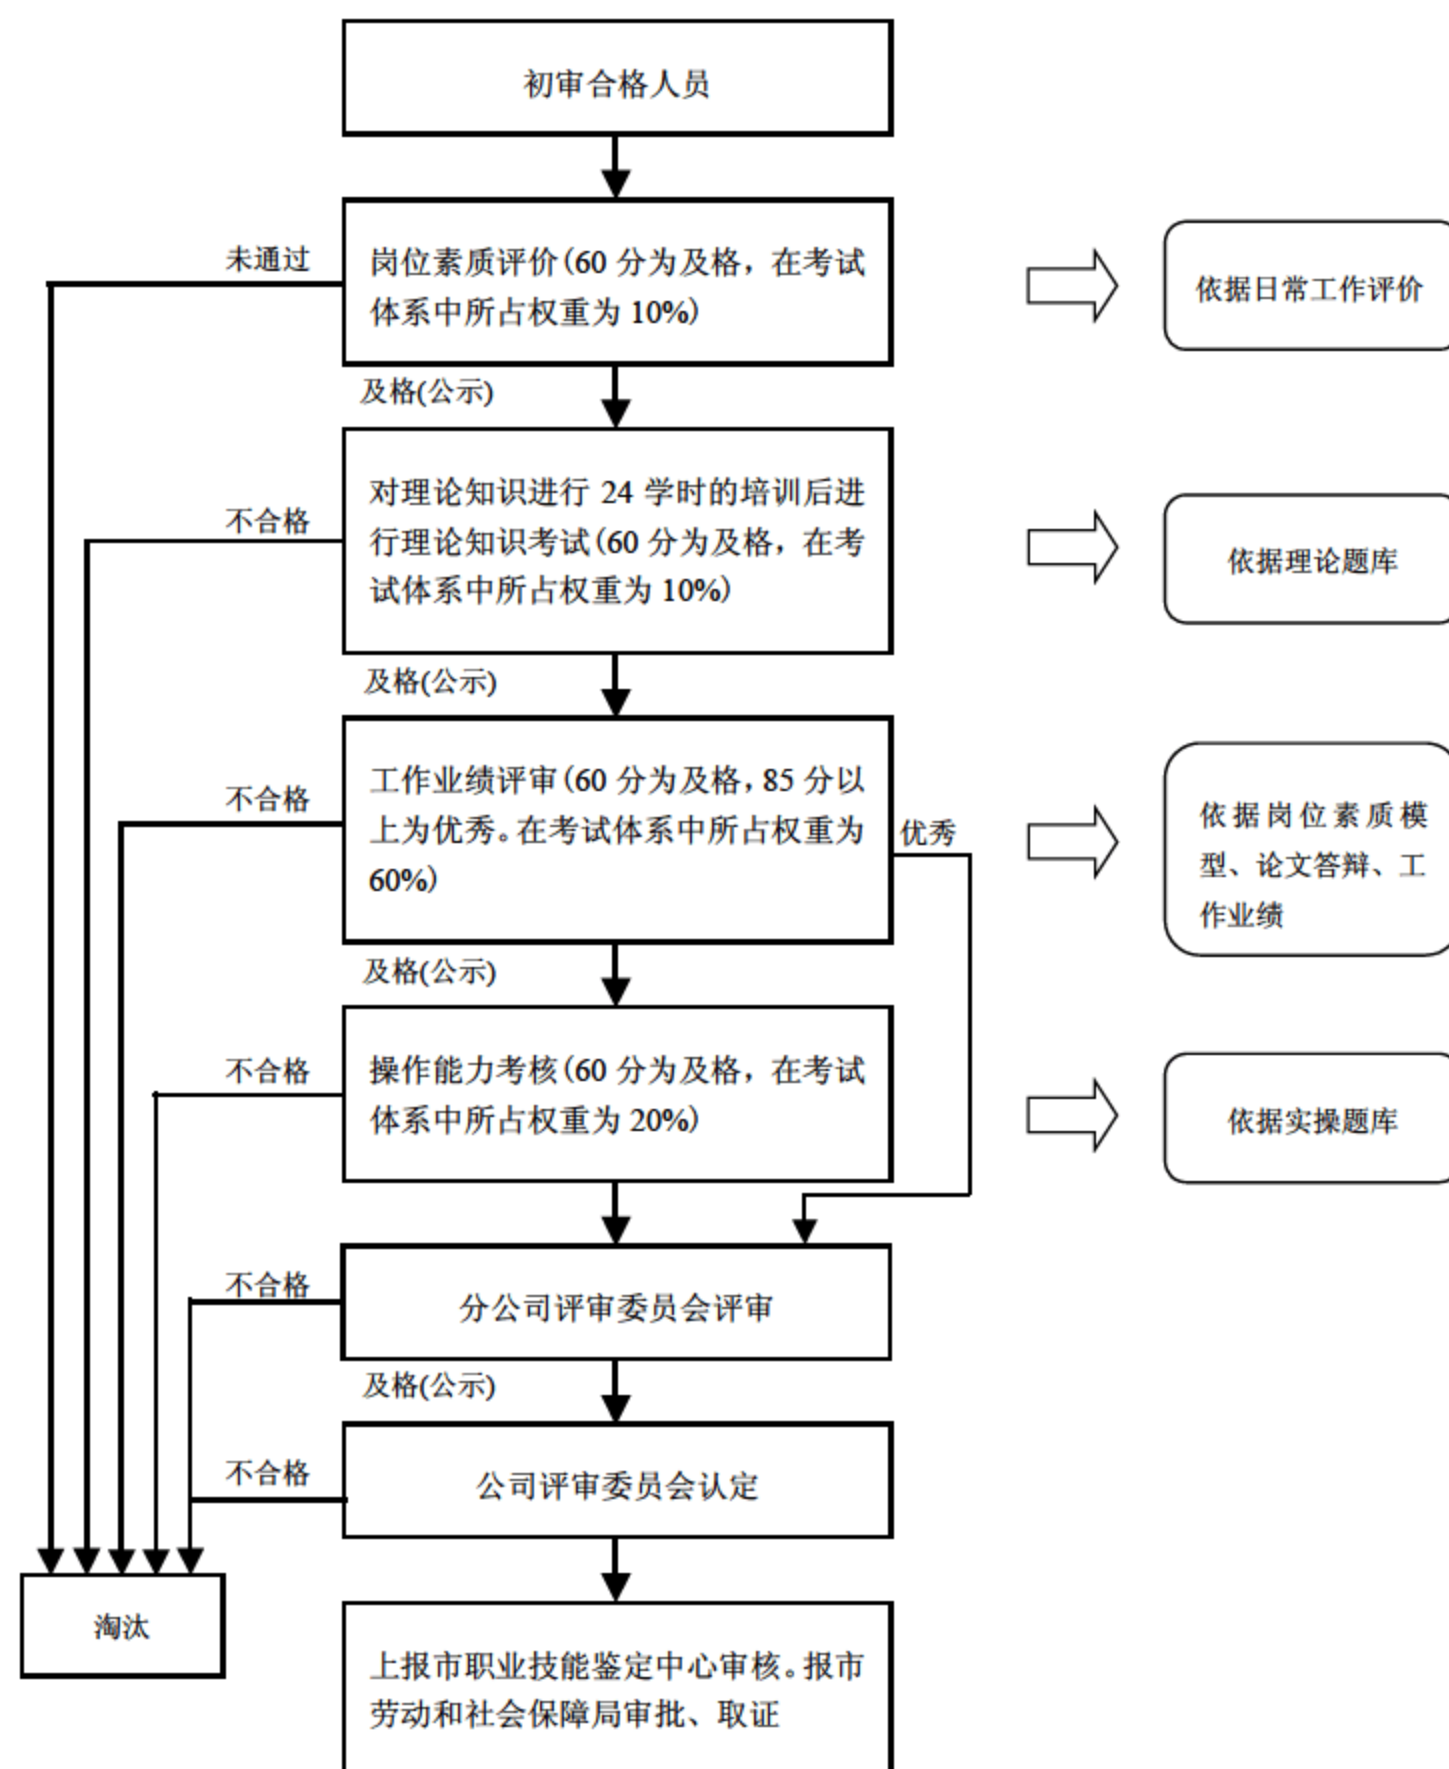 初审合格人员
未通过
岗位素质评价(60 分为及格，在考试
体系中所占权重为 10%)
依据日常工作评价
及格(公示)
不合格
对理论知识进行 24 学时的培训后进
行理论知识考试(60 分为及格，在考
试体系中所占权重为 10%)
依据理论题库
及格(公示)
不合格
工作业绩评审(60 分为及格，85 分以
上为优秀。在考试体系中所占权重为
60%)
优秀
依据岗位素质模
型、论文答辩、工
作业绩
及格(公示)
不合格
操作能力考核(60 分为及格，在考试
体系中所占权重为 20%)
依据实操题库
不合格
分公司评审委员会评审
及格(公示)
不合格
公司评审委员会认定
淘汰
上报市职业技能鉴定中心审核。报市
劳动和社会保障局审批、取证